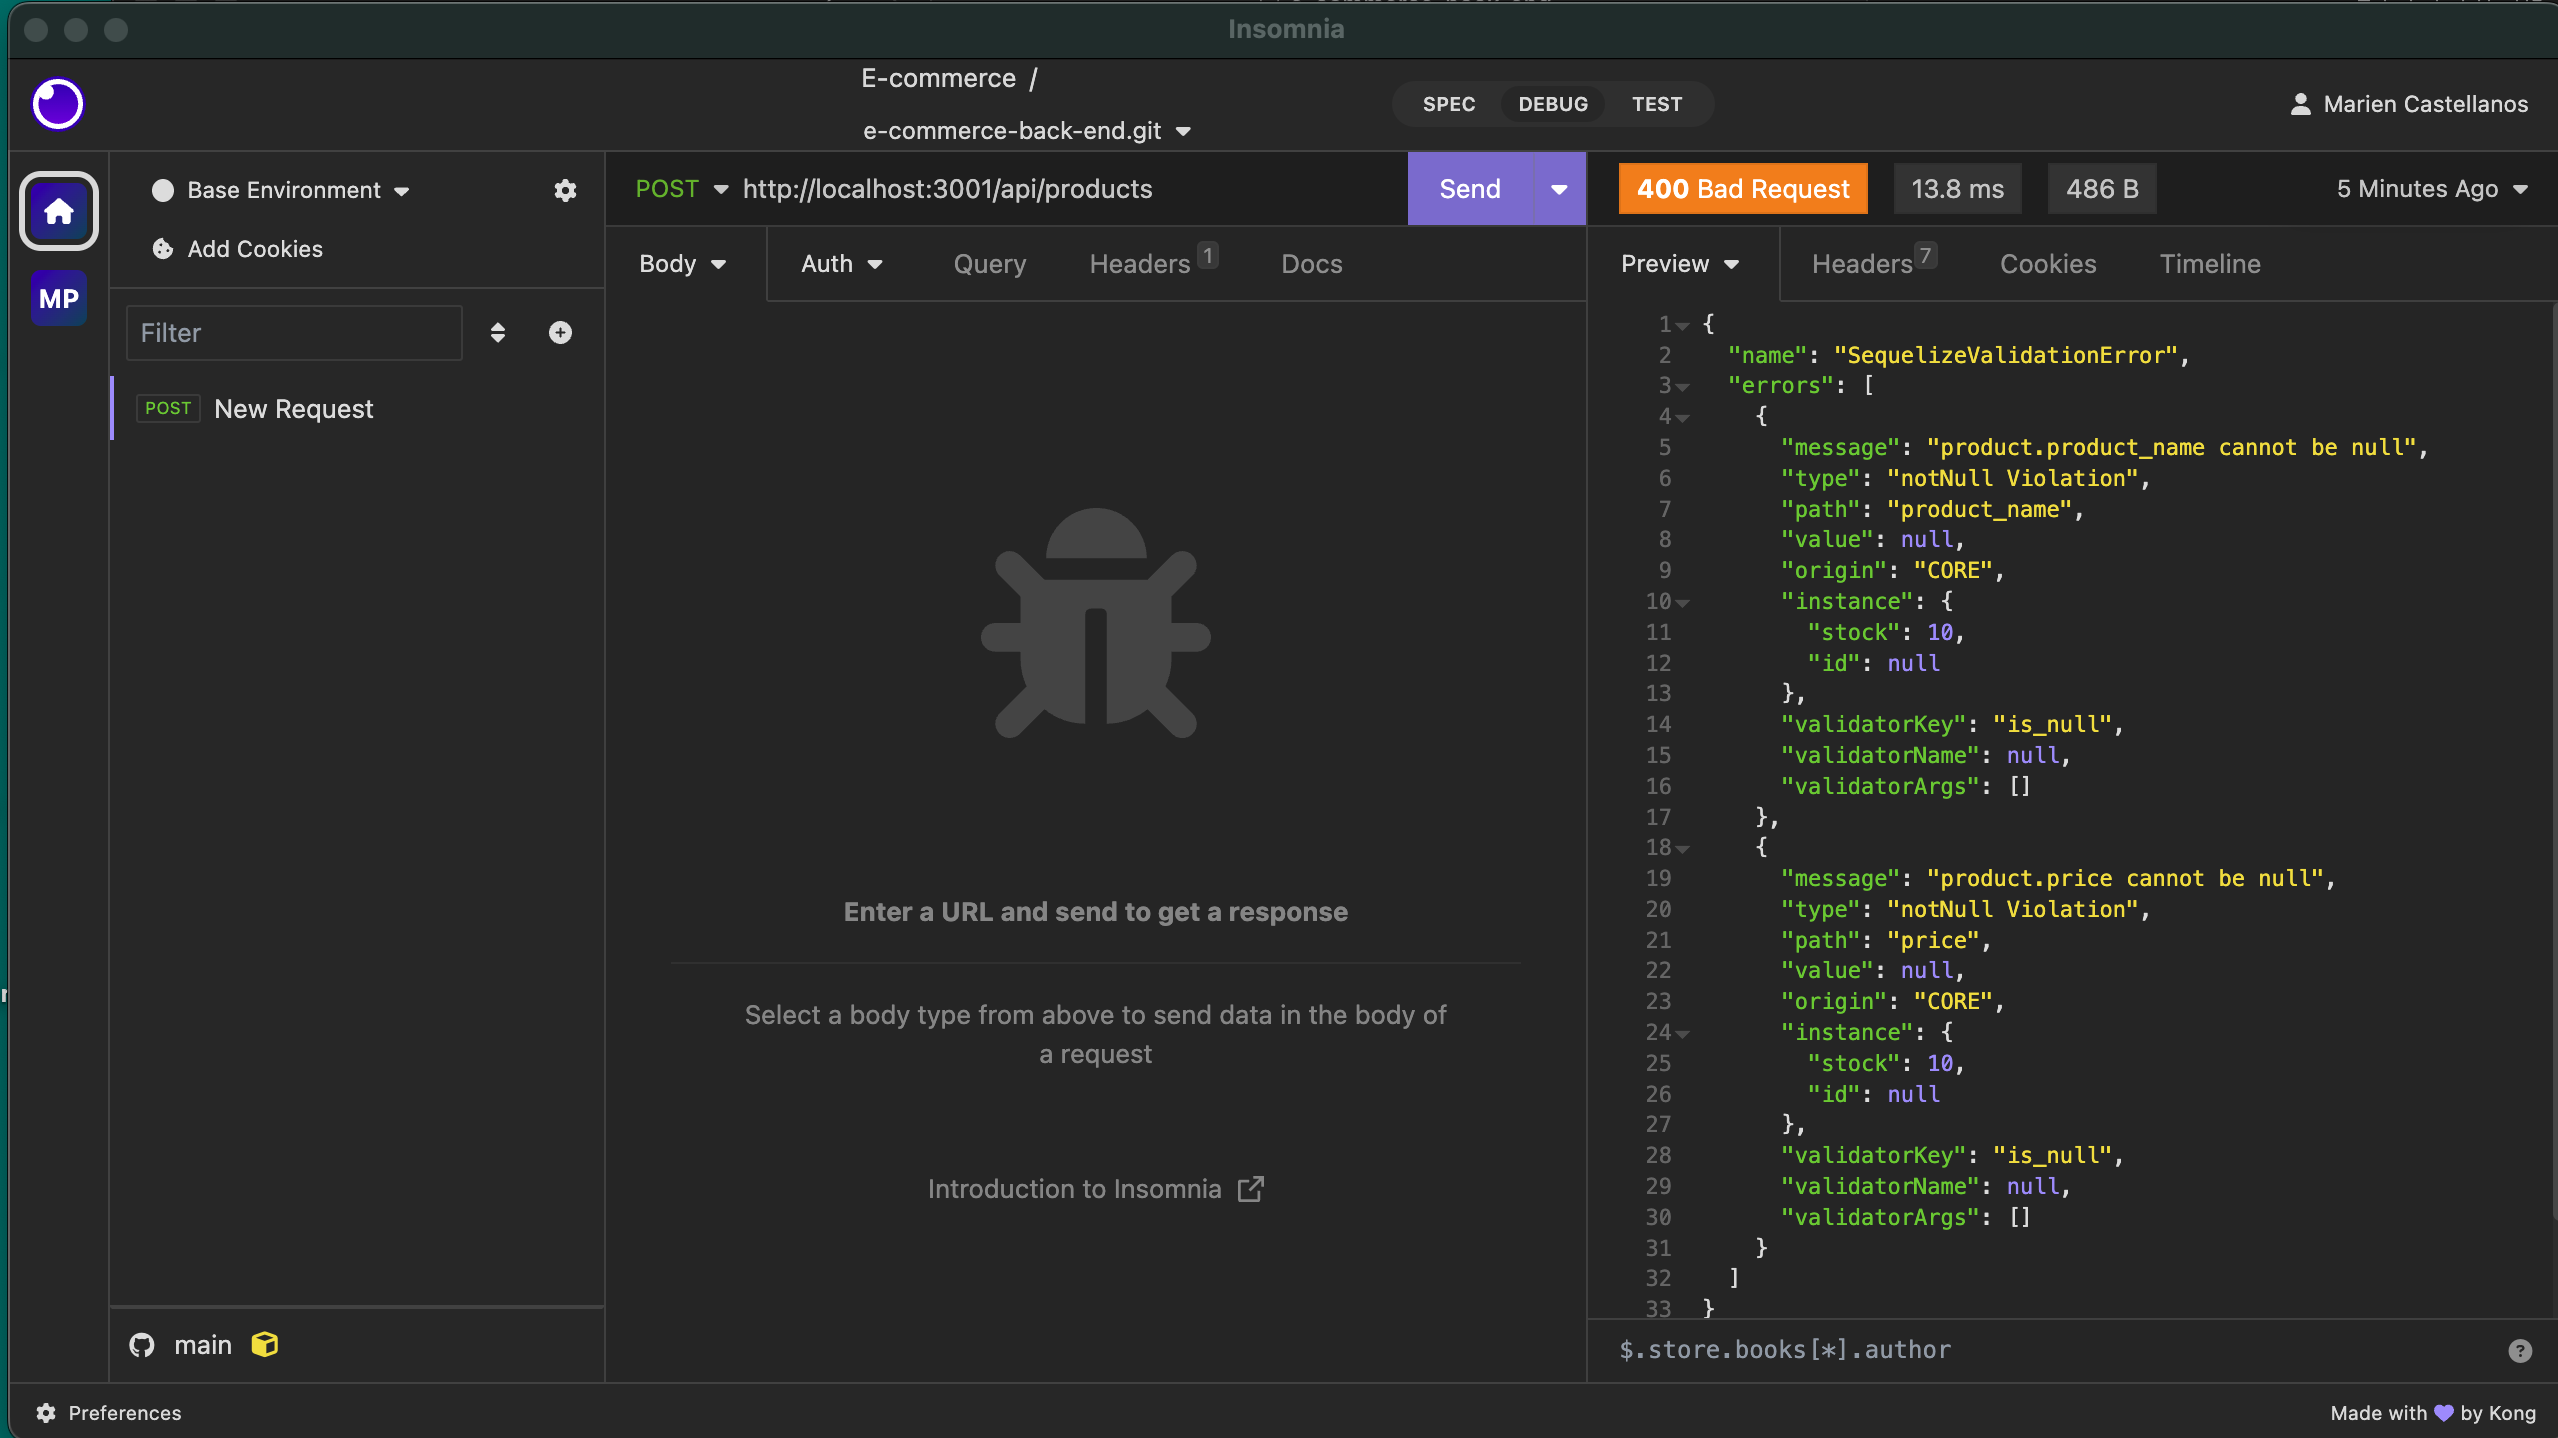 Insomnia
E-commerce /
e-commerce-back-end.git
SPEC DEBUG TEST
Marien Castellanos
MP
Base Environment
Add Cookies
Filter
POST New Request
main
POST http://localhost:3001/api/products
Send
Body Auth Query Headers 1 Docs
Enter a URL and send to get a response
Select a body type from above to send data in the body of
a request
Introduction to Insomnia
400 Bad Request 13.8 ms 486 B 5 Minutes Ago
Preview Headers 7 Cookies Timeline
1 {
2 "name": "SequelizeValidationError",
3 "errors": [
4 {
5 "message": "product.product_name cannot be null",
6 "type": "notNull Violation",
7 "path": "product_name",
8 "value": null,
9 "origin": "CORE",
10 "instance": {
11 "stock": 10,
12 "id": null
13 },
14 "validatorKey": "is_null",
15 "validatorName": null,
16 "validatorArgs": []
17 },
18 {
19 "message": "product.price cannot be null",
20 "type": "notNull Violation",
21 "path": "price",
22 "value": null,
23 "origin": "CORE",
24 "instance": {
25 "stock": 10,
26 "id": null
27 },
28 "validatorKey": "is_null",
29 "validatorName": null,
30 "validatorArgs": []
31 }
32 ]
33 }
$.store.books[*].author
?
Preferences
Made with 💜 by Kong